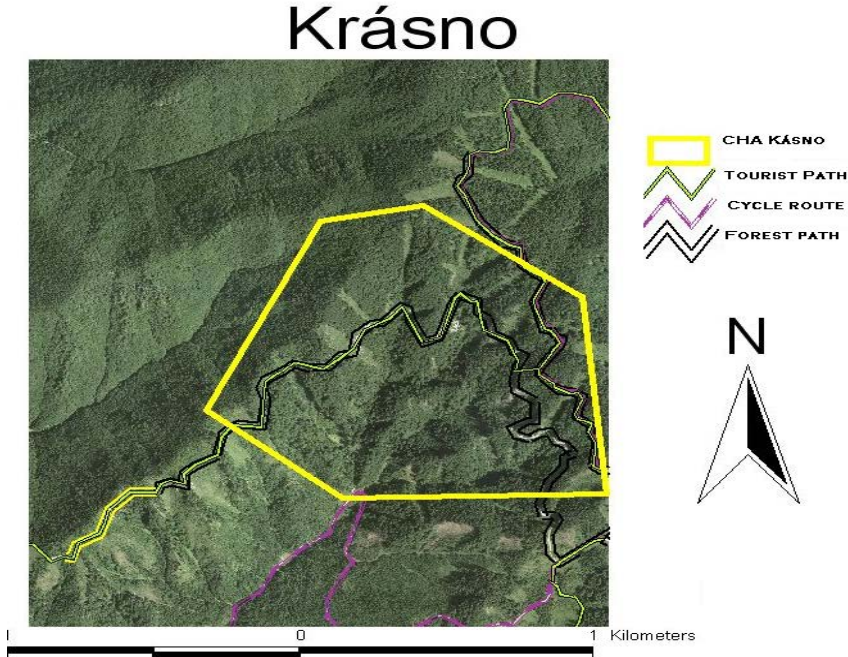 Krásno
CHA KÁSNO
TOURIST PATH
CYCLE ROUTE
FOREST PATH
N
1 0 1 Kilometers